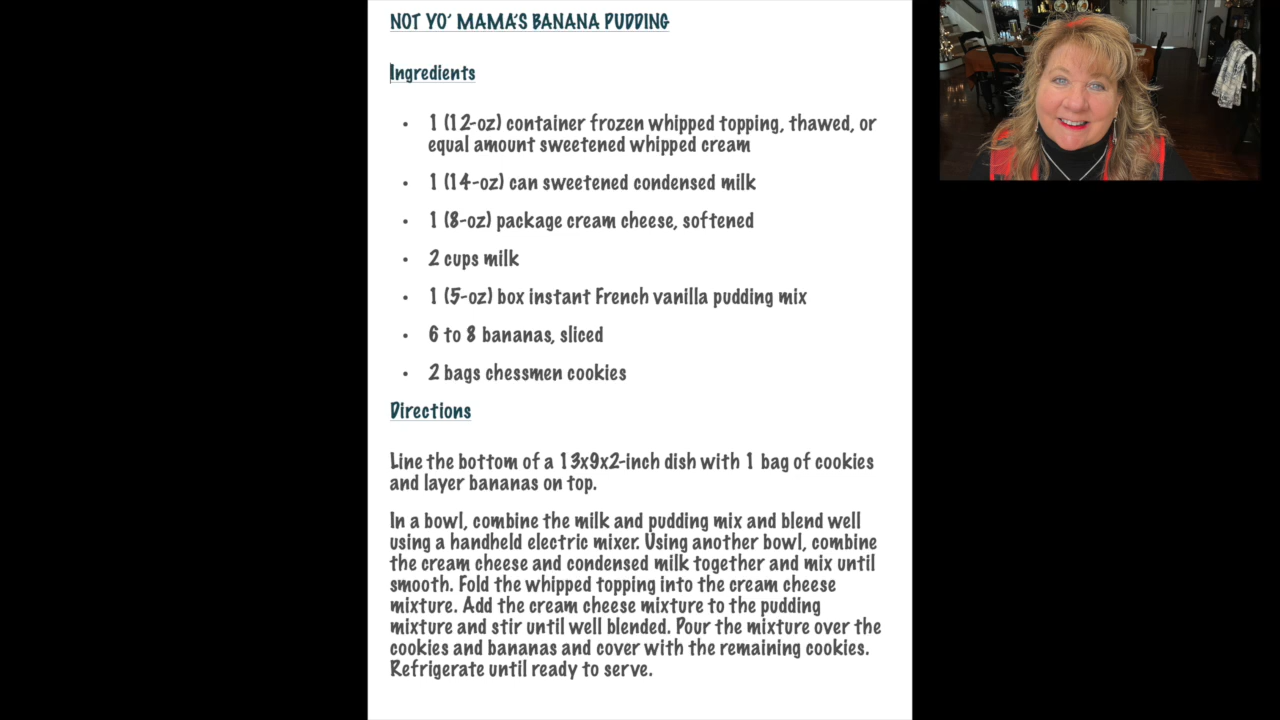 NOT YO' MAMA'S BANANA PUDDING
Ingredients
• 1 (12-oz) container frozen whipped topping, thawed, or
equal amount sweetened whipped cream
• 1 (14-oz) can sweetened condensed milk
• 1 (8-oz) package cream cheese, softened
• 2 cups milk
• 1 (5-oz) box instant French vanilla pudding mix
• 6 to 8 bananas, sliced
• 2 bags chessmen cookies
Directions
Line the bottom of a 13x9x2-inch dish with 1 bag of cookies
and layer bananas on top.
In a bowl, combine the milk and pudding mix and blend well
using a handheld electric mixer. Using another bowl, combine
the cream cheese and condensed milk together and mix until
smooth. Fold the whipped topping into the cream cheese
mixture. Add the cream cheese mixture to the pudding
mixture and stir until well blended. Pour the mixture over the
cookies and bananas and cover with the remaining cookies.
Refrigerate until ready to serve.